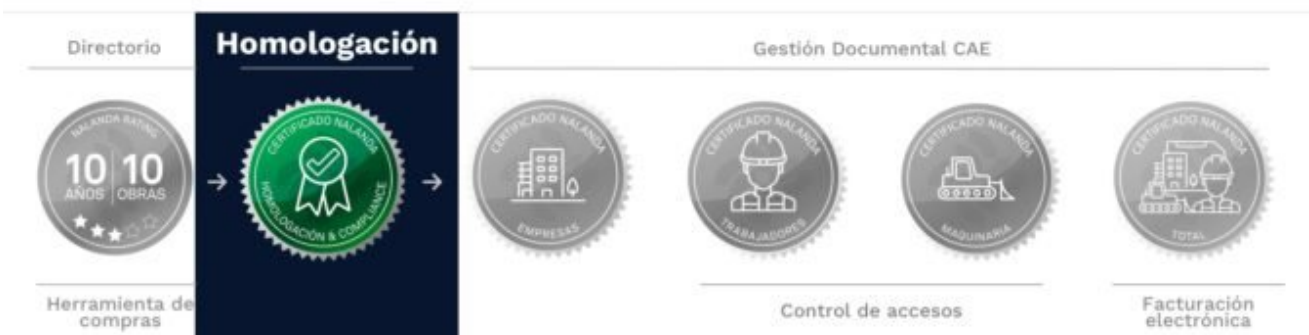 Directorio
Homologación
Gestión Documental CAE
NALANDA RATING
10 AÑOS
10 OBRAS
CERTIFICADO NALANDA
HOMOLOGACIÓN & COMPLIANCE
CERTIFICADO NALANDA
EMPRESAS
CERTIFICADO NALANDA
TRABAJADORES
CERTIFICADO NALANDA
MAQUINARIA
CERTIFICADO NALANDA
TOTAL
Herramienta de
compras
Control de accesos
Facturación
electrónica